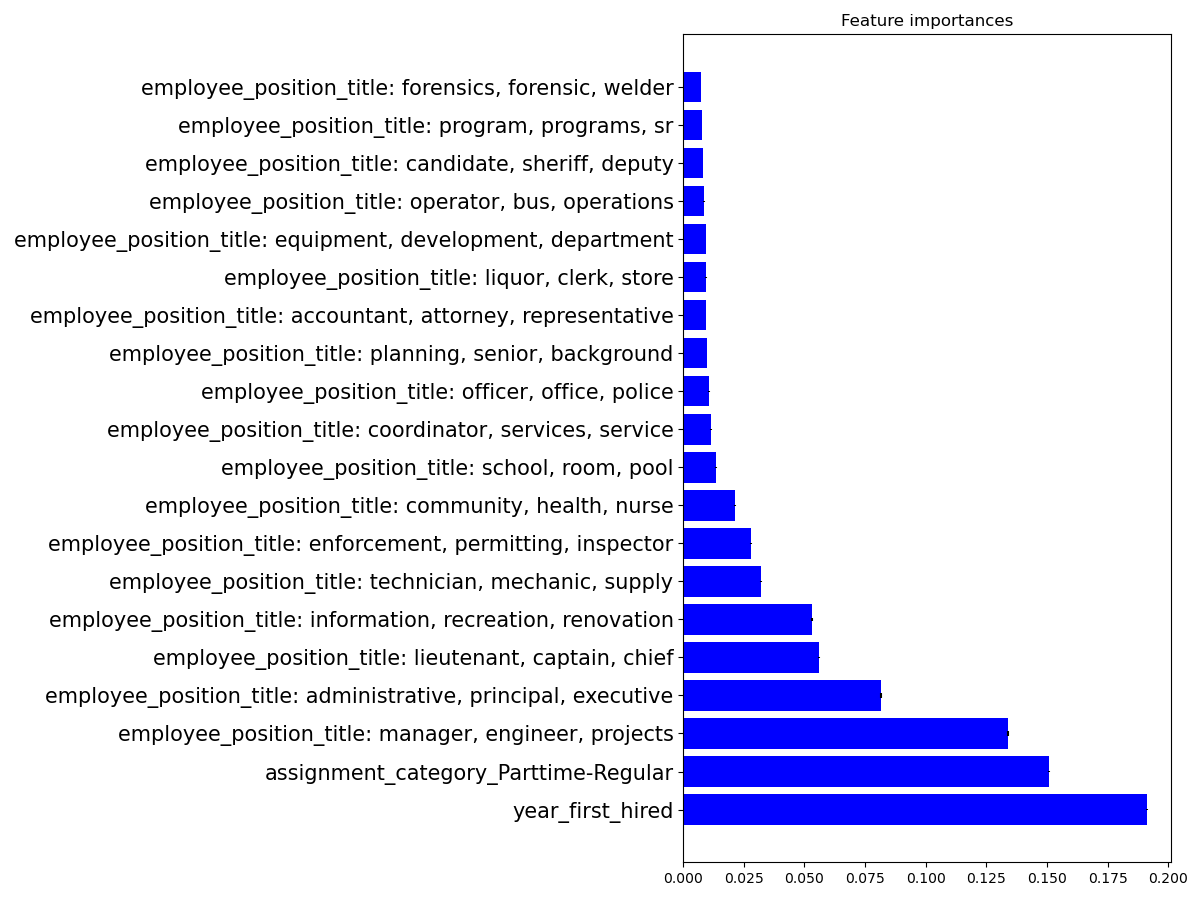 Feature importances
employee_position_title: forensics, forensic, welder
employee_position_title: program, programs, sr
employee_position_title: candidate, sheriff, deputy
employee_position_title: operator, bus, operations
employee_position_title: equipment, development, department
employee_position_title: liquor, clerk, store
employee_position_title: accountant, attorney, representative
employee_position_title: planning, senior, background
employee_position_title: officer, office, police
employee_position_title: coordinator, services, service
employee_position_title: school, room, pool
employee_position_title: community, health, nurse
employee_position_title: enforcement, permitting, inspector
employee_position_title: technician, mechanic, supply
employee_position_title: information, recreation, renovation
employee_position_title: lieutenant, captain, chief
employee_position_title: administrative, principal, executive
employee_position_title: manager, engineer, projects
assignment_category_Parttime-Regular
year_first_hired
0.000 0.025 0.050 0.075 0.100 0.125 0.150 0.175 0.200